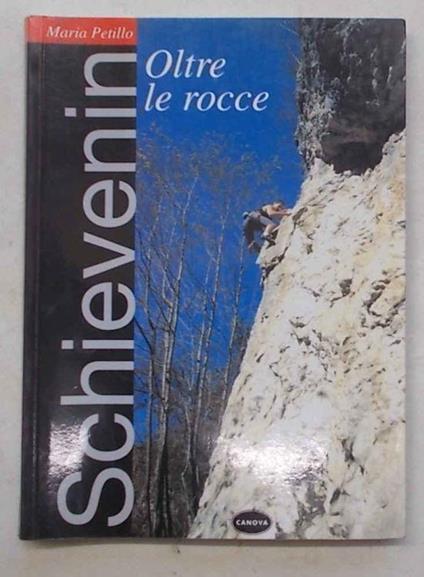 Maria Petillo
Schievenin
Oltre
le rocce
CANOVA